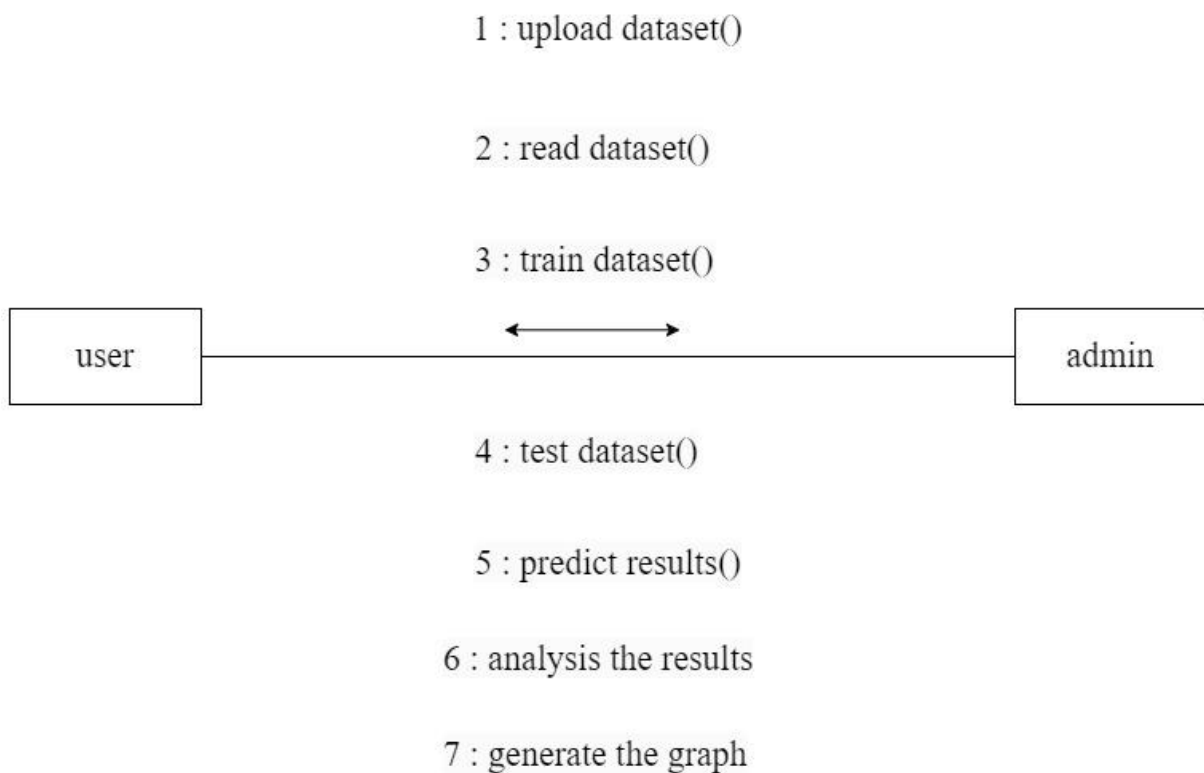 1 : upload dataset()
2 : read dataset()
3 : train dataset()
user
admin
4 : test dataset()
5 : predict results()
6 : analysis the results
7 : generate the graph